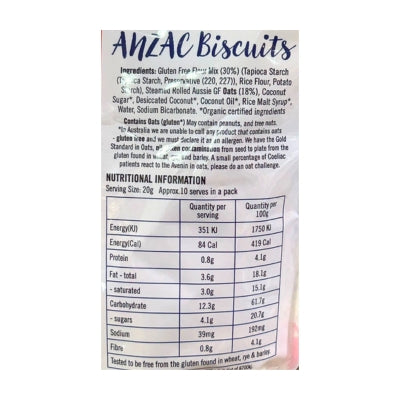 ANZAC Biscuits
Ingredients: Gluten Free Flour Mix (30%) (Tapioca Starch
(Tapioca Starch, Preservative (220, 227)), Rice Flour, Potato
Starch), Steamed Rolled Aussie GF Oats (18%), Coconut
Sugar*, Desiccated Coconut*, Coconut Oil*, Rice Malt Syrup*,
Water, Sodium Bicarbonate. *Organic certified ingredients
Contains Oats (gluten*) May contain peanuts, and tree nuts.
*In Australia we are unable to call any product that contains oats
- gluten free and we must declare it an allergen. We have the Gold
Standard in Oats, contamination from seed to plate from the
gluten found in wheat, and barley. A small percentage of Coeliac
patients react to the Avenin in oats, please do an oat challenge.
NUTRITIONAL INFORMATION
Serving Size: 20g Approx.10 serves in a pack
Quantity per serving Quantity per 100g
Energy(KJ) 351 KJ 1750 KJ
Energy(Cal) 84 Cal 419 Cal
Protein 0.8g 4.1g
Fat - total 3.6g 18.1g
- saturated 3.0g 15.1g
Carbohydrate 12.3g 61.7g
- sugars 4.1g 20.7g
Sodium 39mg 192mg
Fibre 0.8g 4.1g
Tested to be free from the gluten found in wheat, rye & barley.